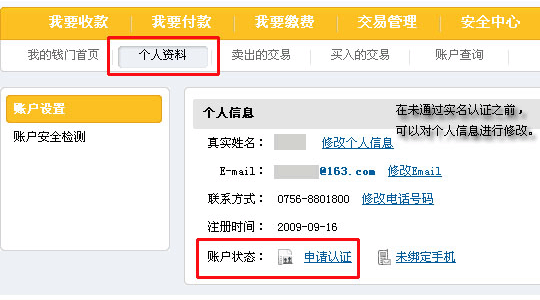 我要收款 我要付款 我要缴费 交易管理 安全中心
我的钱门首页 个人资料 卖出的交易 买入的交易 账户查询
账户设置
账户安全检测
个人信息
在未通过实名认证之前，
可以对个人信息进行修改。
真实姓名： 修改个人信息
E-mail： @163.com 修改Email
联系方式： 0756-8801800 修改电话号码
注册时间： 2009-09-16
账户状态： 申请认证 未绑定手机